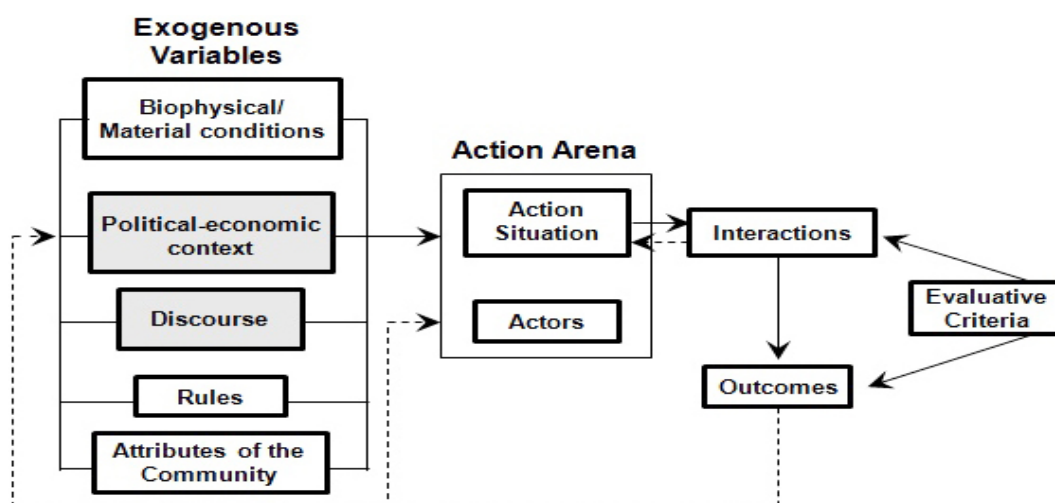 Exogenous
Variables
Biophysical/
Material conditions
Political-economic
context
Discourse
Rules
Attributes of the
Community
Action Arena
Action
Situation
Actors
Interactions
Outcomes
Evaluative
Criteria